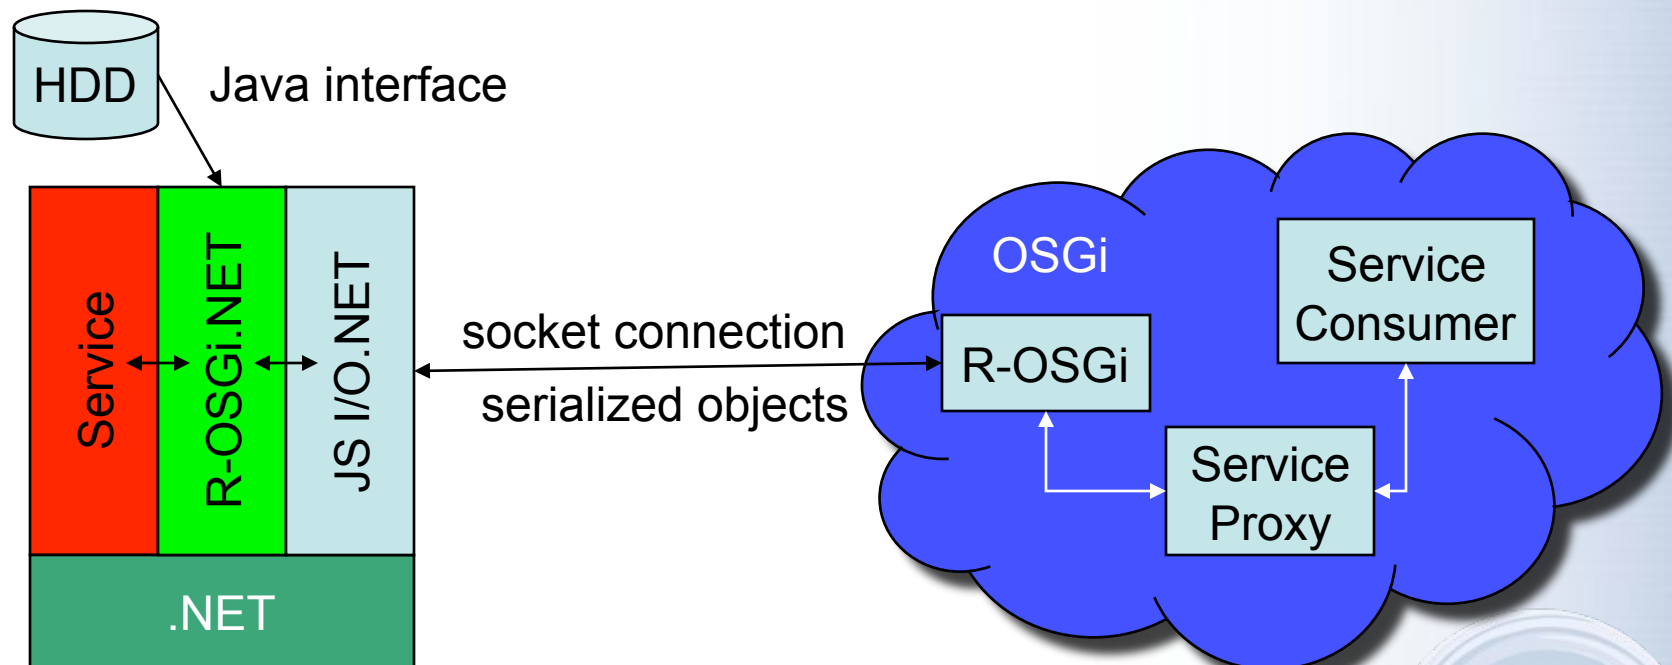 HDD
Java interface
Service
R-OSGi.NET
JS I/O.NET
.NET
socket connection
serialized objects
OSGi
R-OSGi
Service
Consumer
Service
Proxy